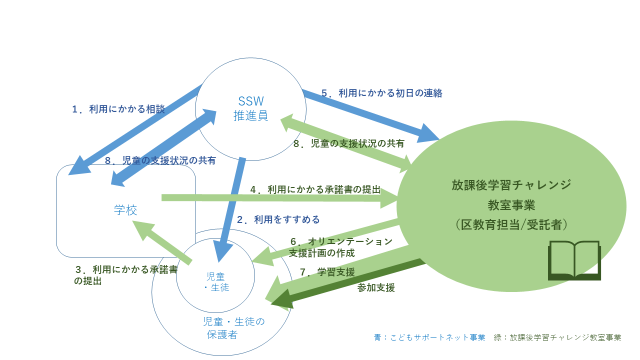 SSW
推進員
1．利用にかかる相談
5．利用にかかる初日の連絡
8．児童の支援状況の共有
8．児童の支援状況の共有
放課後学習チャレンジ
教室事業
（区教育担当/受託者）
学校
4．利用にかかる承諾書の提出
2．利用をすすめる
6．オリエンテーション
支援計画の作成
3．利用にかかる承諾書
の提出
7．学習支援
参加支援
児童
・生徒
児童・生徒の
保護者
青：こどもサポートネット事業　緑：放課後学習チャレンジ教室事業